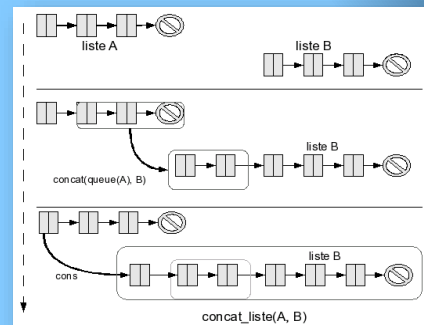 liste A
liste B
liste B
concat(queue(A), B)
liste B
cons
concat_liste(A, B)